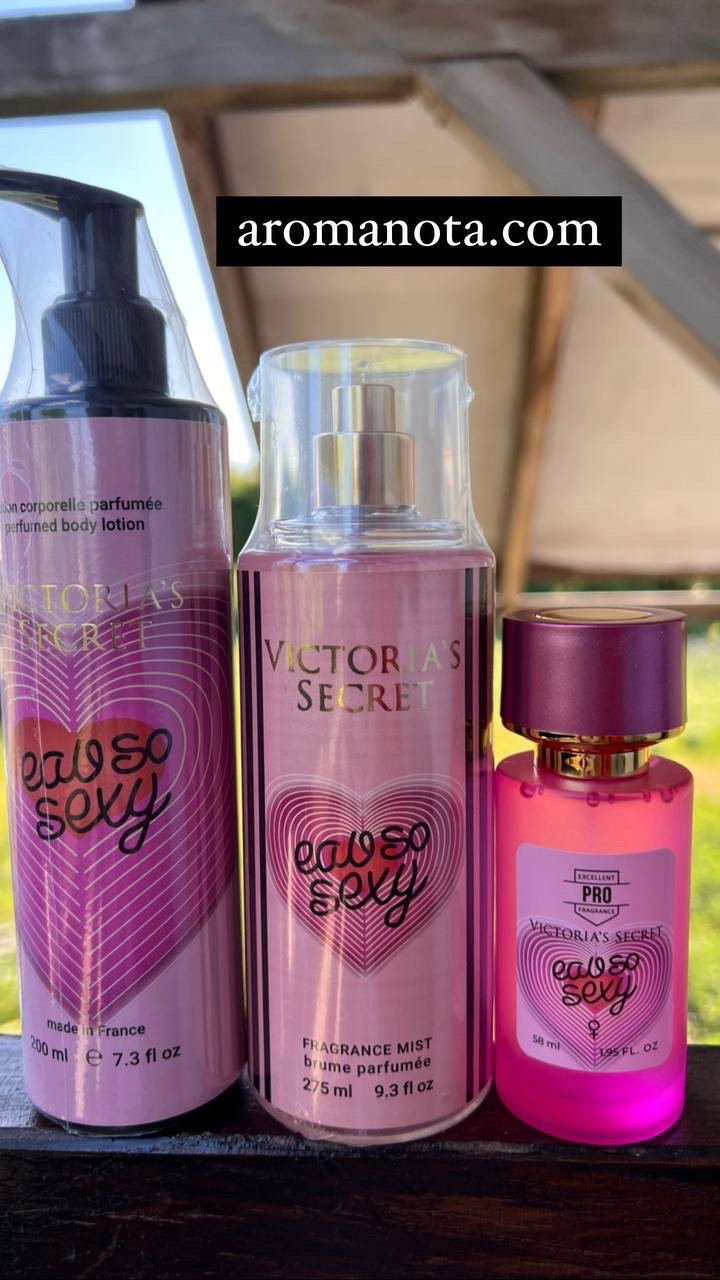 aromanota.com
corporelle parfumée
perfumed body lotion
VICTORIA'S
SECRET
eau so
sexy
made in France
200 ml e 7.3 fl oz
VICTORIA'S
SECRET
eau so
sexy
FRAGRANCE MIST
brume parfumée
275 ml 9.3 fl oz
EXCELLENT
PRO
FRAGRANCE
VICTORIA'S SECRET
eau so
sexy
58 ml 1.95 FL. OZ